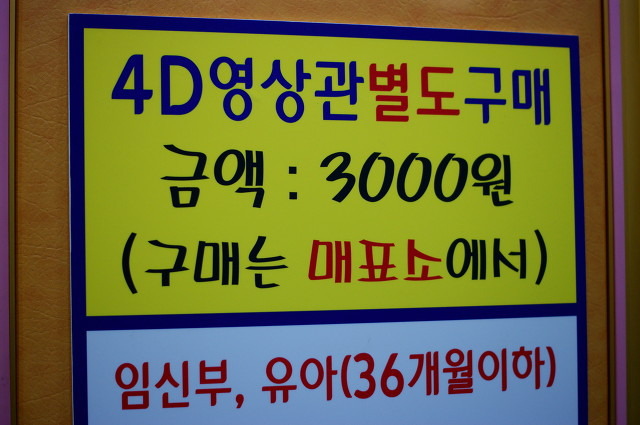 4D영상관별도구매
금액 : 3000원
(구매는 매표소에서)
임신부, 유아(36개월이하)